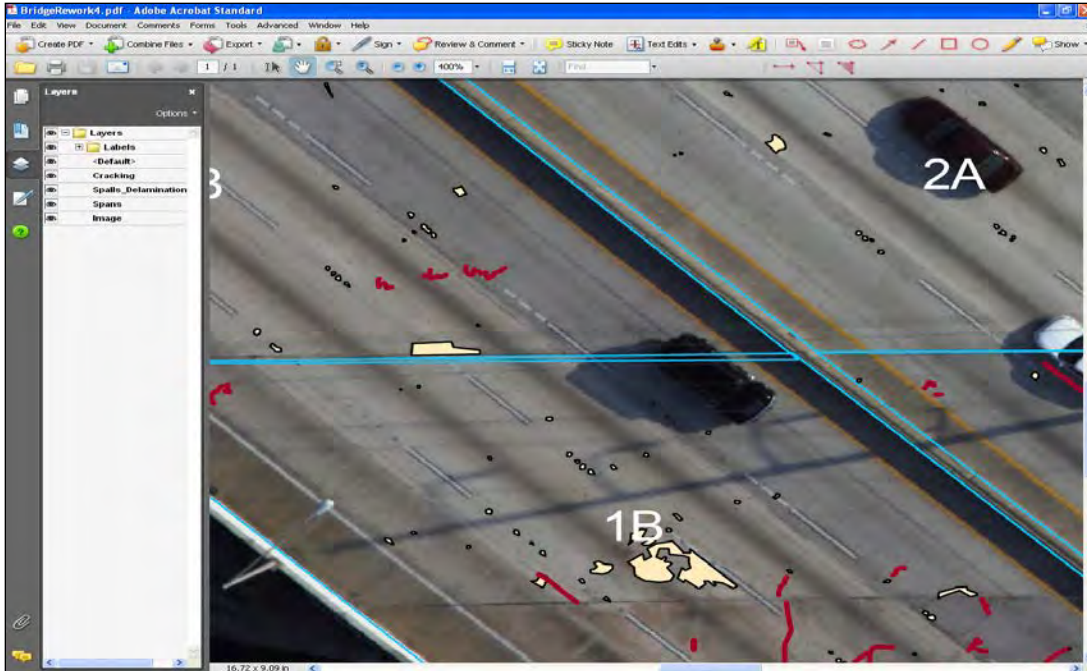 BridgeRework4.pdf - Adobe Acrobat Standard
File Edit View Document Comments Forms Tools Advanced Window Help
Create PDF Combine Files Export Sign Review & Comment Sticky Note Text Edits Show
1 / 1 400% Find
Layers
Options
Layers
Labels
<Default>
Cracking
Spalls_Delamination
Spans
Image
2A
1B
16.72 x 9.09 in